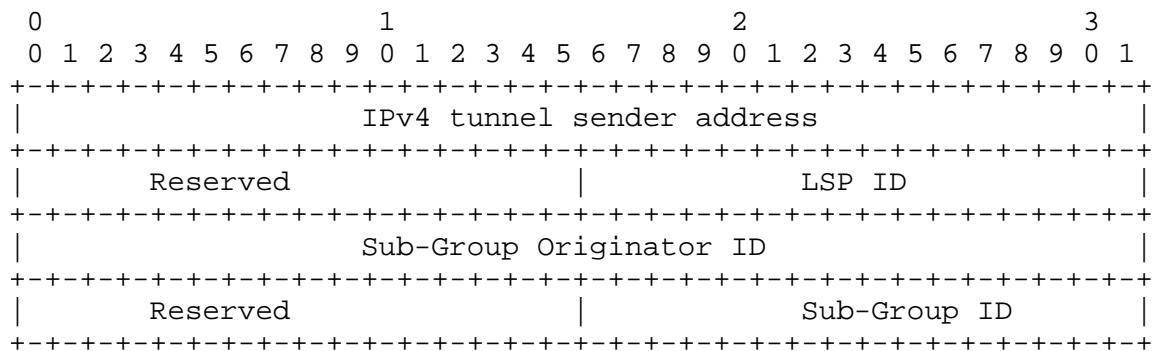 0                   1                   2                   3
 0 1 2 3 4 5 6 7 8 9 0 1 2 3 4 5 6 7 8 9 0 1 2 3 4 5 6 7 8 9 0 1
+-+-+-+-+-+-+-+-+-+-+-+-+-+-+-+-+-+-+-+-+-+-+-+-+-+-+-+-+-+-+-+-+
|                   IPv4 tunnel sender address                  |
+-+-+-+-+-+-+-+-+-+-+-+-+-+-+-+-+-+-+-+-+-+-+-+-+-+-+-+-+-+-+-+-+
|       Reserved                |            LSP ID             |
+-+-+-+-+-+-+-+-+-+-+-+-+-+-+-+-+-+-+-+-+-+-+-+-+-+-+-+-+-+-+-+-+
|                   Sub-Group Originator ID                     |
+-+-+-+-+-+-+-+-+-+-+-+-+-+-+-+-+-+-+-+-+-+-+-+-+-+-+-+-+-+-+-+-+
|       Reserved                |            Sub-Group ID       |
+-+-+-+-+-+-+-+-+-+-+-+-+-+-+-+-+-+-+-+-+-+-+-+-+-+-+-+-+-+-+-+-+